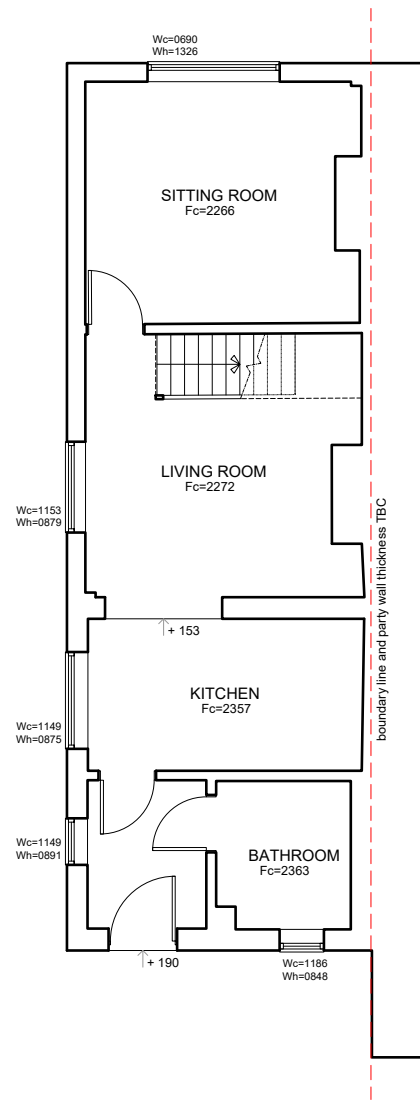 Wc=0690
Wh=1326
SITTING ROOM
Fc=2266
LIVING ROOM
Fc=2272
Wc=1153
Wh=0879
boundary line and party wall thickness TBC
+ 153
KITCHEN
Fc=2357
Wc=1149
Wh=0875
Wc=1149
Wh=0891
BATHROOM
Fc=2363
+ 190
Wc=1186
Wh=0848